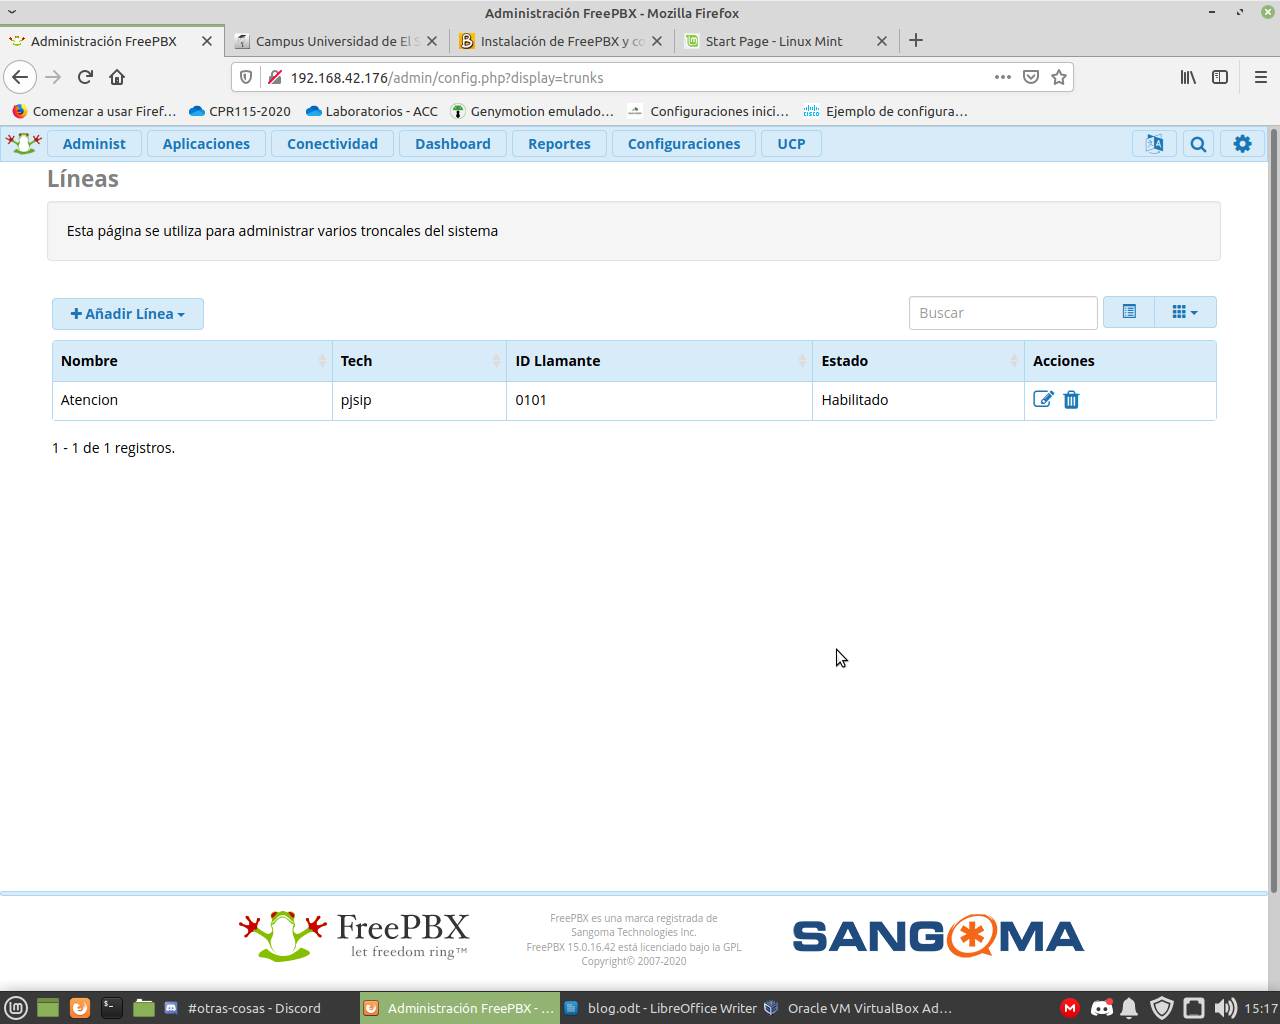 Administración FreePBX - Mozilla Firefox
Administración FreePBX
Campus Universidad de El S
Instalación de FreePBX y co
Start Page - Linux Mint
192.168.42.176/admin/config.php?display=trunks
Comenzar a usar Firef...
CPR115-2020
Laboratorios - ACC
Genymotion emulado...
Configuraciones inici...
Ejemplo de configura...
Administ
Aplicaciones
Conectividad
Dashboard
Reportes
Configuraciones
UCP
Líneas
Esta página se utiliza para administrar varios troncales del sistema
Añadir Línea
Buscar
Nombre Tech ID Llamante Estado Acciones
Atencion pjsip 0101 Habilitado
1 - 1 de 1 registros.
FreePBX
let freedom ring™
FreePBX es una marca registrada de
Sangoma Technologies Inc.
FreePBX 15.0.16.42 está licenciado bajo la GPL
Copyright© 2007-2020
SANGOMA
#otras-cosas - Discord
Administración FreePBX - ...
blog.odt - LibreOffice Writer
Oracle VM VirtualBox Ad...
15:17